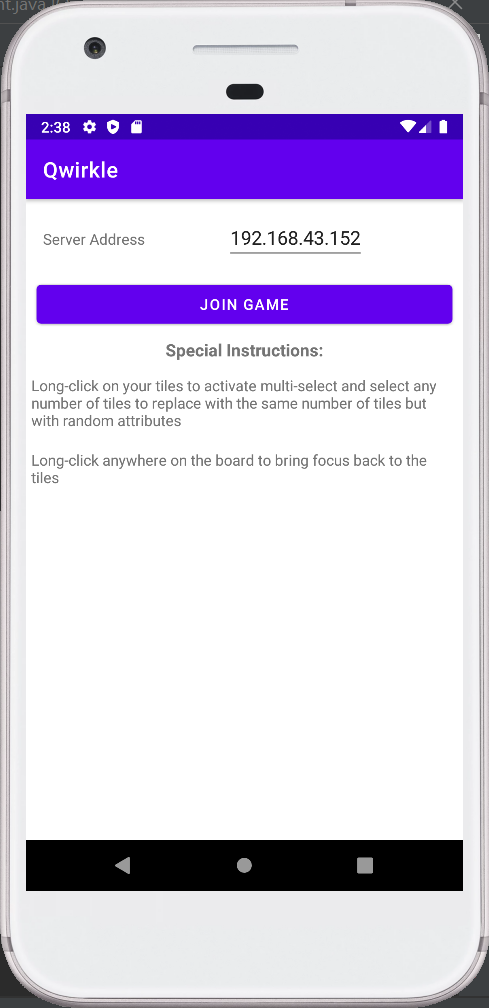 nt.java
2:38
Qwirkle
Server Address 192.168.43.152
JOIN GAME
Special Instructions:
Long-click on your tiles to activate multi-select and select any
number of tiles to replace with the same number of tiles but
with random attributes
Long-click anywhere on the board to bring focus back to the
tiles